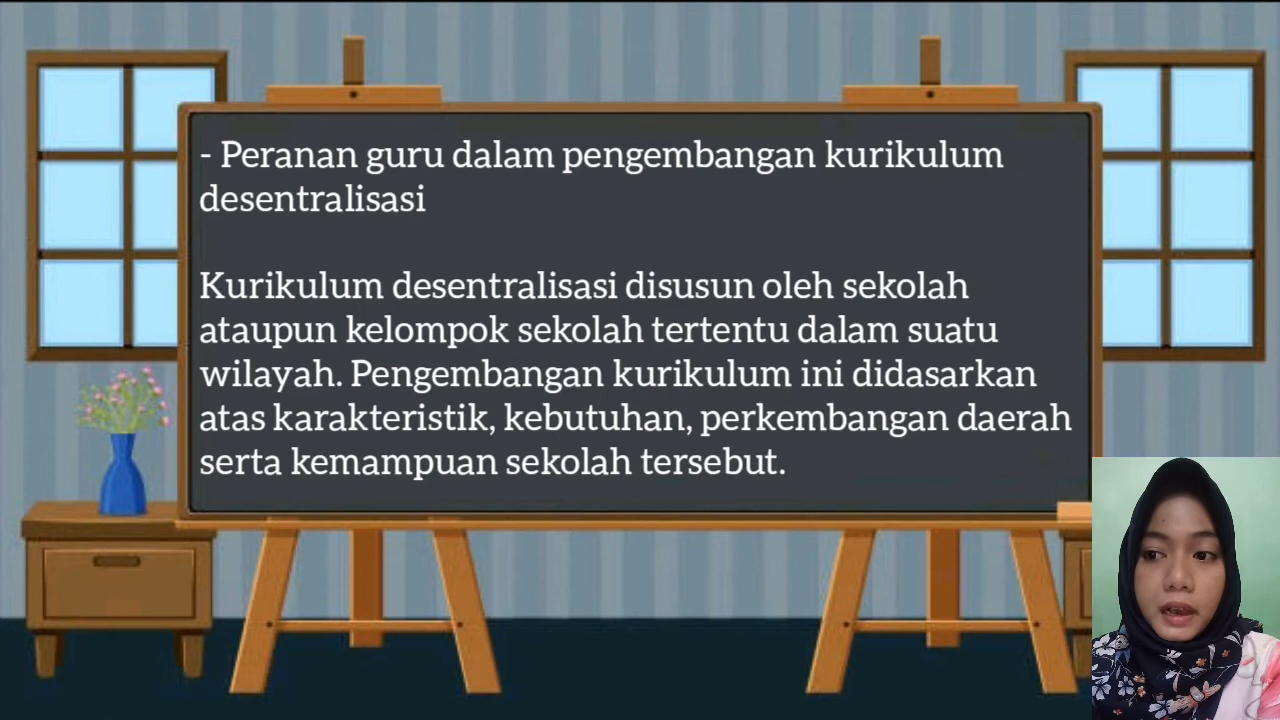 - Peranan guru dalam pengembangan kurikulum
desentralisasi
Kurikulum desentralisasi disusun oleh sekolah
ataupun kelompok sekolah tertentu dalam suatu
wilayah. Pengembangan kurikulum ini didasarkan
atas karakteristik, kebutuhan, perkembangan daerah
serta kemampuan sekolah tersebut.